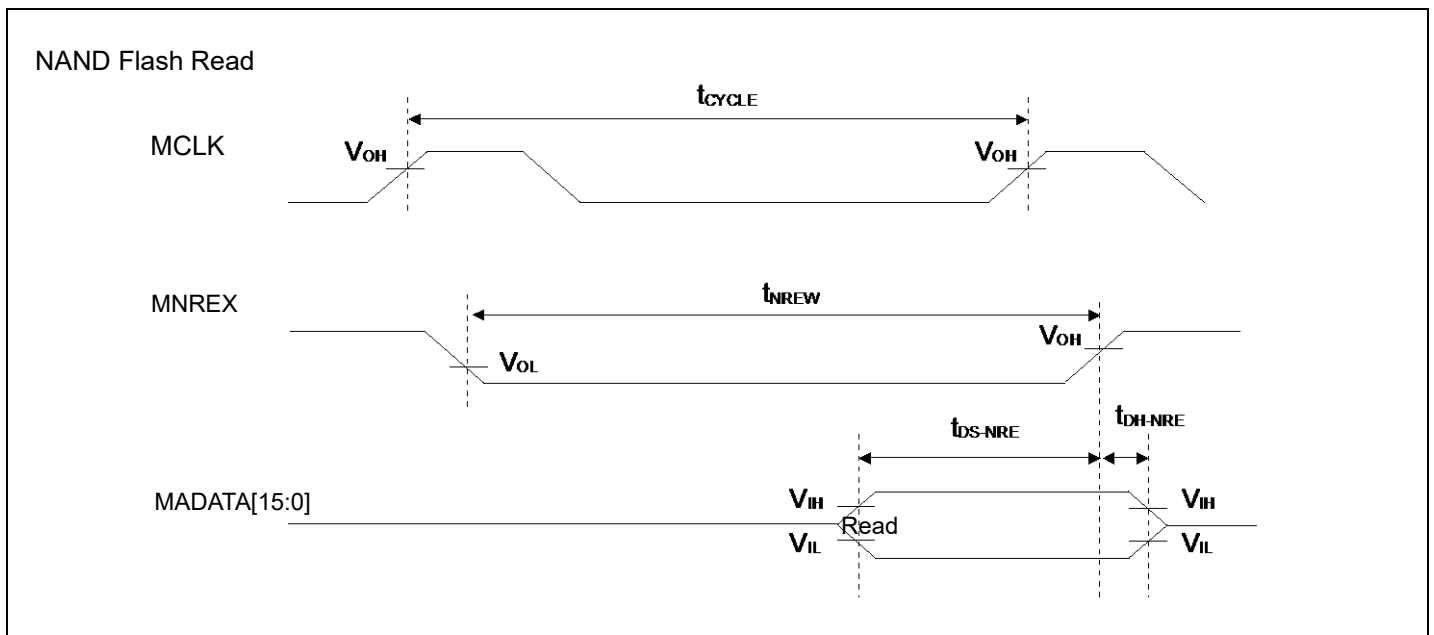 NAND Flash Read
tCYCLE
MCLK
VOH
VOH
tNREW
MNREX
VOH
VOL
tDS-NRE
tDH-NRE
MADATA[15:0]
VIH
VIH
Read
VIL
VIL